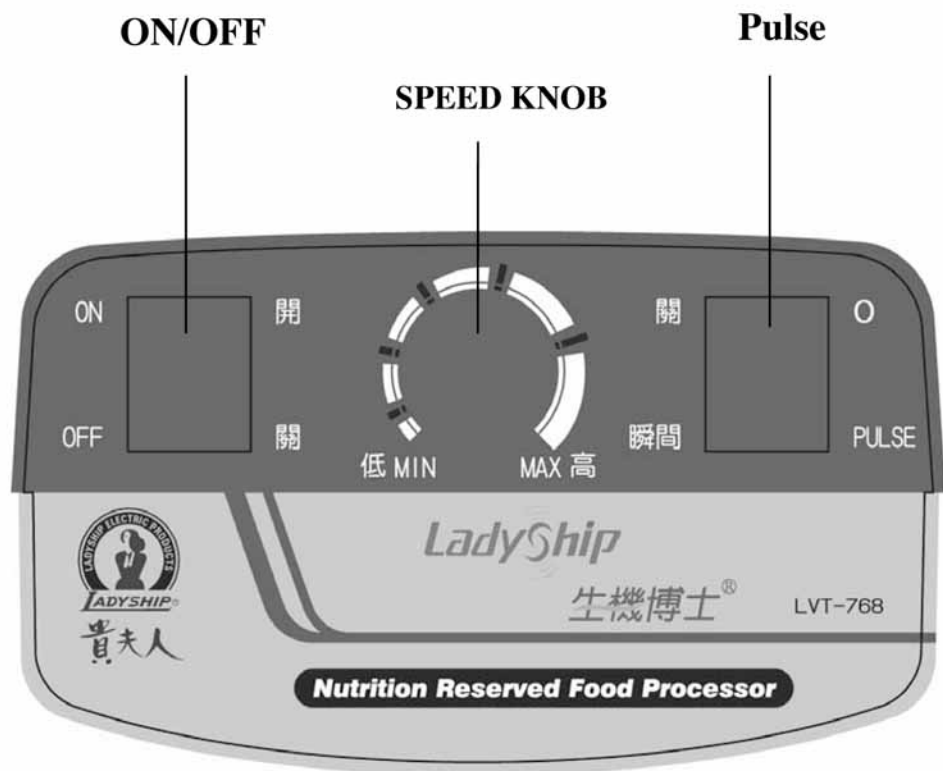 ON/OFF
Pulse
SPEED KNOB
ON 開 關 O
OFF 關 瞬間 PULSE
低 MIN MAX 高
LADYSHIP ELECTRIC PRODUCTS
LADYSHIP®
貴夫人
LadyShip
生機博士® LVT-768
Nutrition Reserved Food Processor